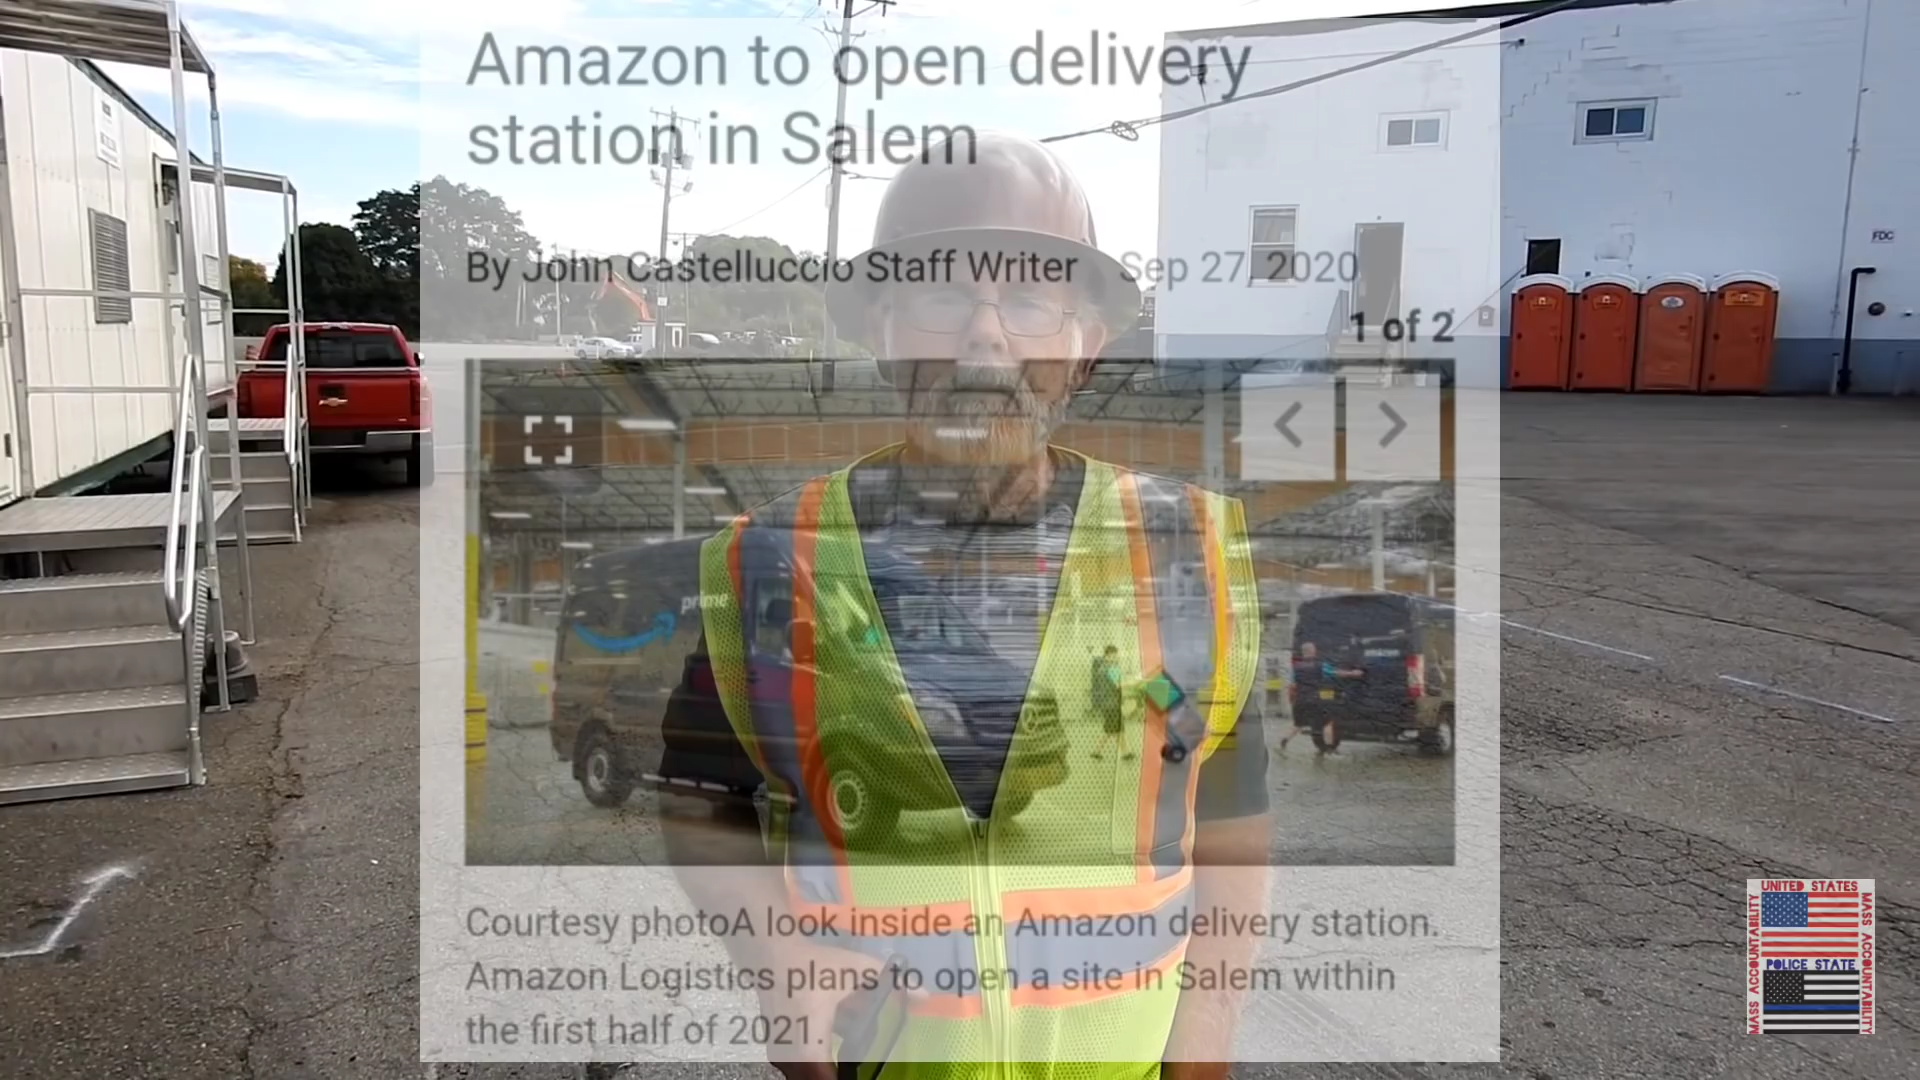 Amazon to open delivery
station in Salem
By John Castelluccio Staff Writer Sep 27, 2020
1 of 2
prime
amazon
FDC
Courtesy photoA look inside an Amazon delivery station.
Amazon Logistics plans to open a site in Salem within
the first half of 2021.
UNITED STATES
MASS ACCOUNTABILITY
MASS ACCOUNTABILITY
POLICE STATE